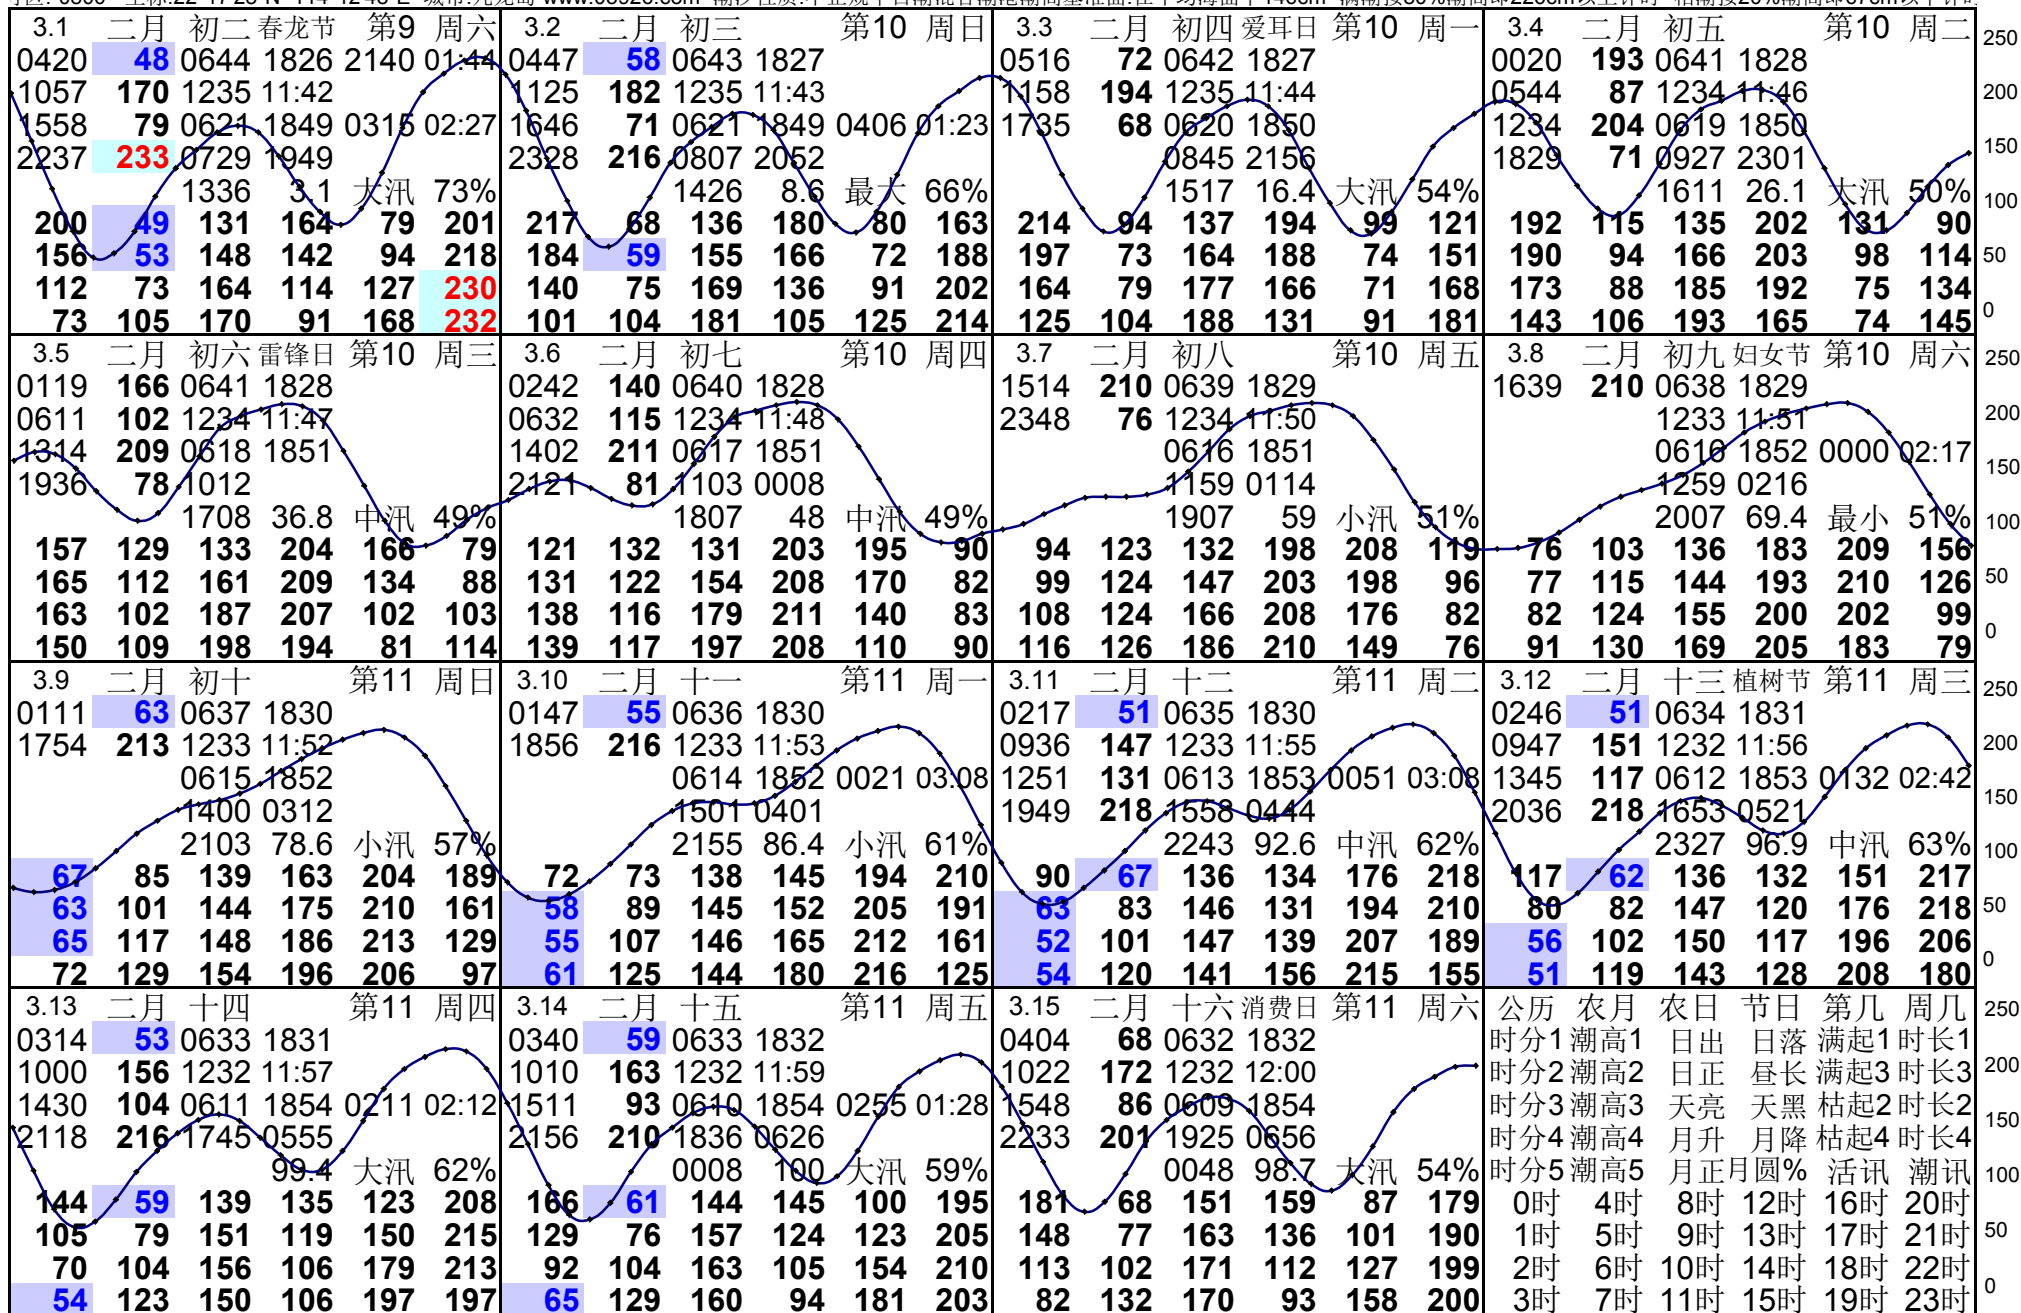 3.1 二月 初二 春龙节 第9 周六
0420 48 0644 1826 2140 01:44
1057 170 1235 11:42
1558 79 0621 1849 0315 02:27
2237 233 0729 1949
1336 3.1 大汛 73%
200 49 131 164 79 201
156 53 148 142 94 218
112 73 164 114 127 230
73 105 170 91 168 232
3.2 二月 初三 第10 周日
0447 58 0643 1827
1125 182 1235 11:43
1646 71 0621 1849 0406 01:23
2328 216 0807 2052
1426 8.6 最大 66%
217 68 136 180 80 163
184 59 155 166 72 188
140 75 169 136 91 202
101 104 181 105 125 214
3.3 二月 初四 爱耳日 第10 周一
0516 72 0642 1827
1158 194 1235 11:44
1735 68 0620 1850
0845 2156
1517 16.4 大汛 54%
214 94 137 194 99 121
197 73 164 188 74 151
164 79 177 166 71 168
125 104 188 131 91 181
3.4 二月 初五 第10 周二
0020 193 0641 1828
0544 87 1234 11:46
1234 204 0619 1850
1829 71 0927 2301
1611 26.1 大汛 50%
192 115 135 202 131 90
190 94 166 203 98 114
173 88 185 192 75 134
143 106 193 165 74 145
250
200
150
100
50
0
3.5 二月 初六 雷锋日 第10 周三
0119 166 0641 1828
0611 102 1234 11:47
1314 209 0618 1851
1936 78 1012
1708 36.8 中汛 49%
157 129 133 204 166 79
165 112 161 209 134 88
163 102 187 207 102 103
150 109 198 194 81 114
3.6 二月 初七 第10 周四
0242 140 0640 1828
0632 115 1234 11:48
1402 211 0617 1851
2121 81 1103 0008
1807 48 中汛 49%
121 132 131 203 195 90
131 122 154 208 170 82
138 116 179 211 140 83
139 117 197 208 110 90
3.7 二月 初八 第10 周五
1514 210 0639 1829
2348 76 1234 11:50
0616 1851
1159 0114
1907 59 小汛 51%
94 123 132 198 208 119
99 124 147 203 198 96
108 124 166 208 176 82
116 126 186 210 149 76
3.8 二月 初九 妇女节 第10 周六
1639 210 0638 1829
1233 11:51
0616 1852 0000 02:17
1259 0216
2007 69.4 最小 51%
76 103 136 183 209 156
77 115 144 193 210 126
82 124 155 200 202 99
91 130 169 205 183 79
250
200
150
100
50
0
3.9 二月 初十 第11 周日
0111 63 0637 1830
1754 213 1233 11:52
0615 1852
1400 0312
2103 78.6 小汛 57%
67 85 139 163 204 189
63 101 144 175 210 161
65 117 148 186 213 129
72 129 154 196 206 97
3.10 二月 十一 第11 周一
0147 55 0636 1830
1856 216 1233 11:53
0614 1852 0021 03:08
1501 0401
2155 86.4 小汛 61%
72 73 138 145 194 210
58 89 145 152 205 191
55 107 146 165 212 161
61 125 144 180 216 125
3.11 二月 十二 第11 周二
0217 51 0635 1830
0936 147 1233 11:55
1251 131 0613 1853 0051 03:03
1949 218 1558 0444
2243 92.6 中汛 62%
90 67 136 134 176 218
63 83 146 131 194 210
52 101 147 139 207 189
54 120 141 156 215 155
3.12 二月 十三 植树节 第11 周三
0246 51 0634 1831
0947 151 1232 11:56
1345 117 0612 1853 0132 02:42
2036 218 1653 0521
2327 96.9 中汛 63%
117 62 136 132 151 217
80 82 147 120 176 218
56 102 150 117 196 206
51 119 143 128 208 180
250
200
150
100
50
0
3.13 二月 十四 第11 周四
0314 53 0633 1831
1000 156 1232 11:57
1430 104 0611 1854 0211 02:12
2118 216 1745 0555
99.4 大汛 62%
144 59 139 135 123 208
105 79 151 119 150 215
70 104 156 106 179 213
54 123 150 106 197 197
3.14 二月 十五 第11 周五
0340 59 0633 1832
1010 163 1232 11:59
1511 93 0610 1854 0255 01:28
2156 210 1836 0626
0008 100 大汛 59%
166 61 144 145 100 195
129 76 157 124 123 205
92 104 163 105 154 210
65 129 160 94 181 203
3.15 二月 十六 消费日 第11 周六
0404 68 0632 1832
1022 172 1232 12:00
1548 86 0609 1854
2233 201 1925 0656
0048 98.7 大汛 54%
181 68 151 159 87 179
148 77 163 136 101 190
113 102 171 112 127 199
82 132 170 93 158 200
公历 农月 农日 节日 第几 周几
时分1 潮高1 日出 日落 满起1 时长1
时分2 潮高2 日正 昼长 满起3 时长3
时分3 潮高3 天亮 天黑 枯起2 时长2
时分4 潮高4 月升 月降 枯起4 时长4
时分5 潮高5 月正 月圆% 活汛 潮汛
0时 4时 8时 12时 16时 20时
1时 5时 9时 13时 17时 21时
2时 6时 10时 14时 18时 22时
3时 7时 11时 15时 19时 23时
250
200
150
100
50
0